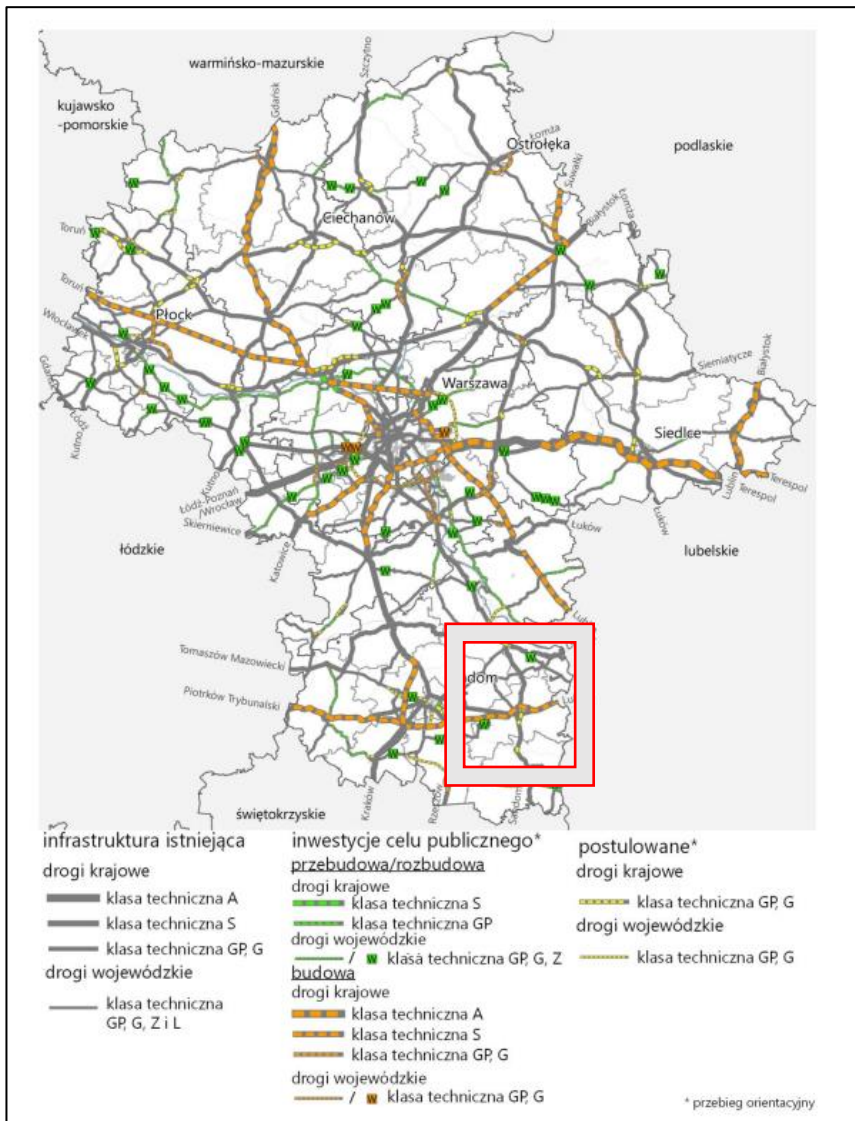 warmińsko-mazurskie
kujawsko
-pomorskie
podlaskie
Szczytno
Gdańsk
Ostrołęka
Łomża
Suwałki
Białystok
Łomża
Ciechanów
Toruń
Toruń
Włocławek
Płock
Gdańsk
Łódź
Kutno
Warszawa
Siemiatycze
Białystok
Siedlce
Kutno
Łódź-Poznań
/Wrocław
Skierniewice
Katowice
Lublin
Terespol
Terespol
Łuków
Łuków
łódzkie
lubelskie
Tomaszów Mazowiecki
Piotrków Trybunalski
dom
Lu
Kraków
Rzeszów
świętokrzyskie
W
infrastruktura istniejąca
drogi krajowe
klasa techniczna A
klasa techniczna S
klasa techniczna GP, G
drogi wojewódzkie
klasa techniczna
GP, G, Z i L
inwestycje celu publicznego*
przebudowa/rozbudowa
drogi krajowe
klasa techniczna S
klasa techniczna GP
drogi wojewódzkie
/ W klasa techniczna GP, G, Z
budowa
drogi krajowe
klasa techniczna A
klasa techniczna S
klasa techniczna GP, G
drogi wojewódzkie
/ W klasa techniczna GP, G
postulowane*
drogi krajowe
klasa techniczna GP, G
drogi wojewódzkie
klasa techniczna GP, G
* przebieg orientacyjny